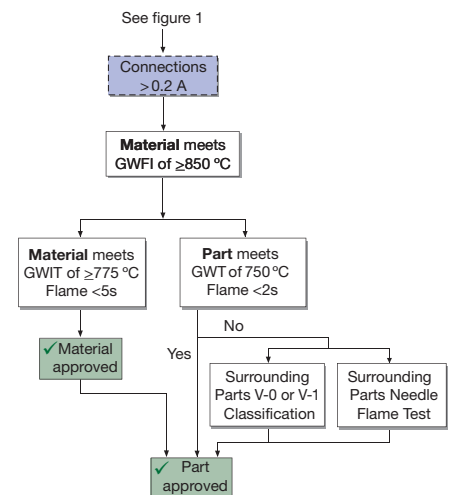 See figure 1
Connections
>0.2 A
Material meets
GWFI of ≥850 ºC
Material meets
GWIT of ≥775 ºC
Flame <5s
Part meets
GWT of 750ºC
Flame <2s
No
Yes
Material
approved
Surrounding
Parts V-0 or V-1
Classification
Surrounding
Parts Needle
Flame Test
Part
approved